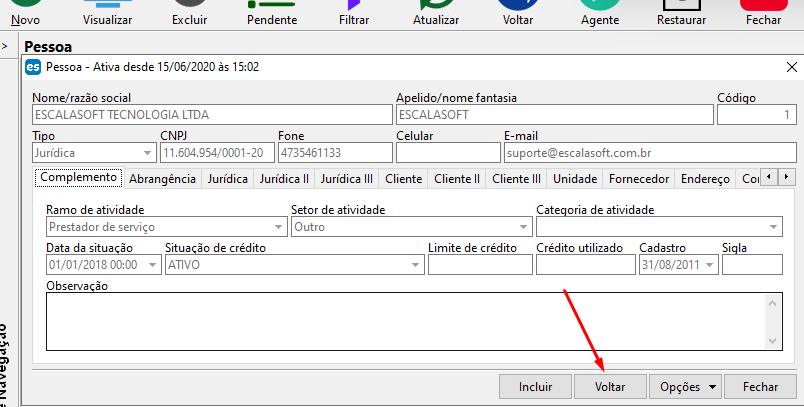 Novo Visualizar Excluir Pendente Filtrar Atualizar Voltar Agente Restaurar Fechar
> Pessoa
es Pessoa - Ativa desde 15/06/2020 às 15:02
Nome/razão social Apelido/nome fantasia Código
ESCALASOFT TECNOLOGIA LTDA ESCALASOFT 1
Tipo CNPJ Fone Celular E-mail
Jurídica 11.604.954/0001-20 4735461133 suporte@escalasoft.com.br
Complemento Abrangência Jurídica Jurídica II Jurídica III Cliente Cliente II Cliente III Unidade Fornecedor Endereço
Ramo de atividade Setor de atividade Categoria de atividade
Prestador de serviço Outro
Data da situação Situação de crédito Limite de crédito Crédito utilizado Cadastro Sigla
01/01/2018 00:00 ATIVO 31/08/2011
Observação
Incluir Voltar Opções Fechar
e Navegação